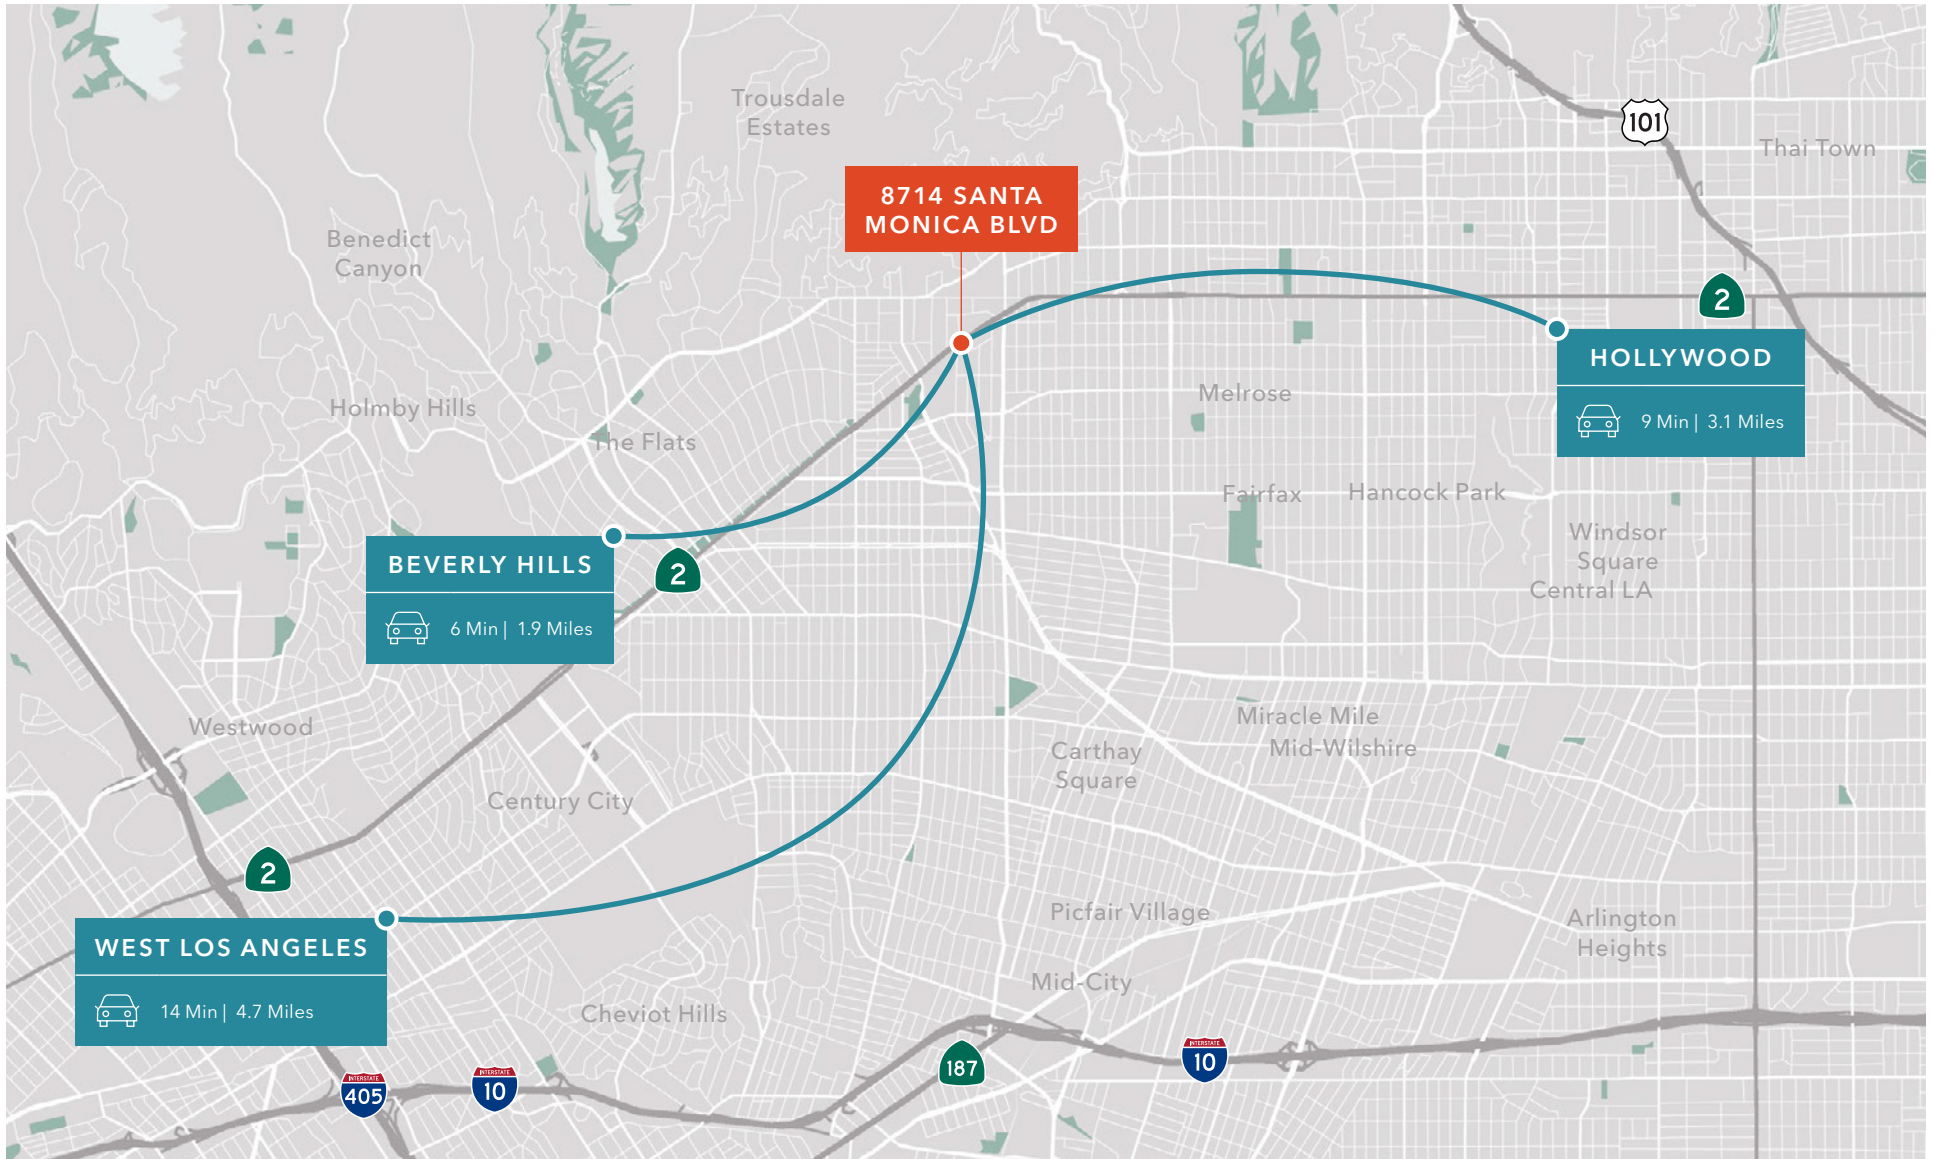 Trousdale
Estates
101
Thai Town
8714 SANTA
MONICA BLVD
Benedict
Canyon
2
HOLLYWOOD
9 Min | 3.1 Miles
Holmby Hills
The Flats
Melrose
Fairfax
Hancock Park
Windsor
Square
Central LA
BEVERLY HILLS
6 Min | 1.9 Miles
2
Westwood
Miracle Mile
Mid-Wilshire
Carthay
Square
Century City
2
Picfair Village
Arlington
Heights
WEST LOS ANGELES
14 Min | 4.7 Miles
Mid-City
Cheviot Hills
INTERSTATE
405
INTERSTATE
10
187
INTERSTATE
10